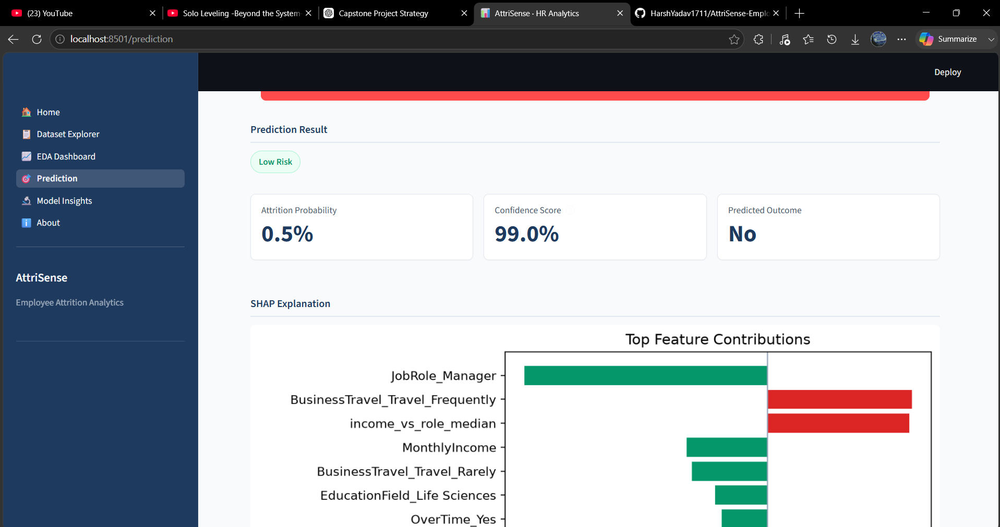 (23) YouTube
Solo Leveling -Beyond the System-
Capstone Project Strategy
AttriSense · HR Analytics
HarshYadav1711/AttriSense-Emplo
localhost:8501/prediction
Summarize
Deploy
Home
Dataset Explorer
EDA Dashboard
Prediction
Model Insights
About
AttriSense
Employee Attrition Analytics
Prediction Result
Low Risk
Attrition Probability
0.5%
Confidence Score
99.0%
Predicted Outcome
No
SHAP Explanation
Top Feature Contributions
JobRole_Manager
BusinessTravel_Travel_Frequently
income_vs_role_median
MonthlyIncome
BusinessTravel_Travel_Rarely
EducationField_Life Sciences
OverTime_Yes